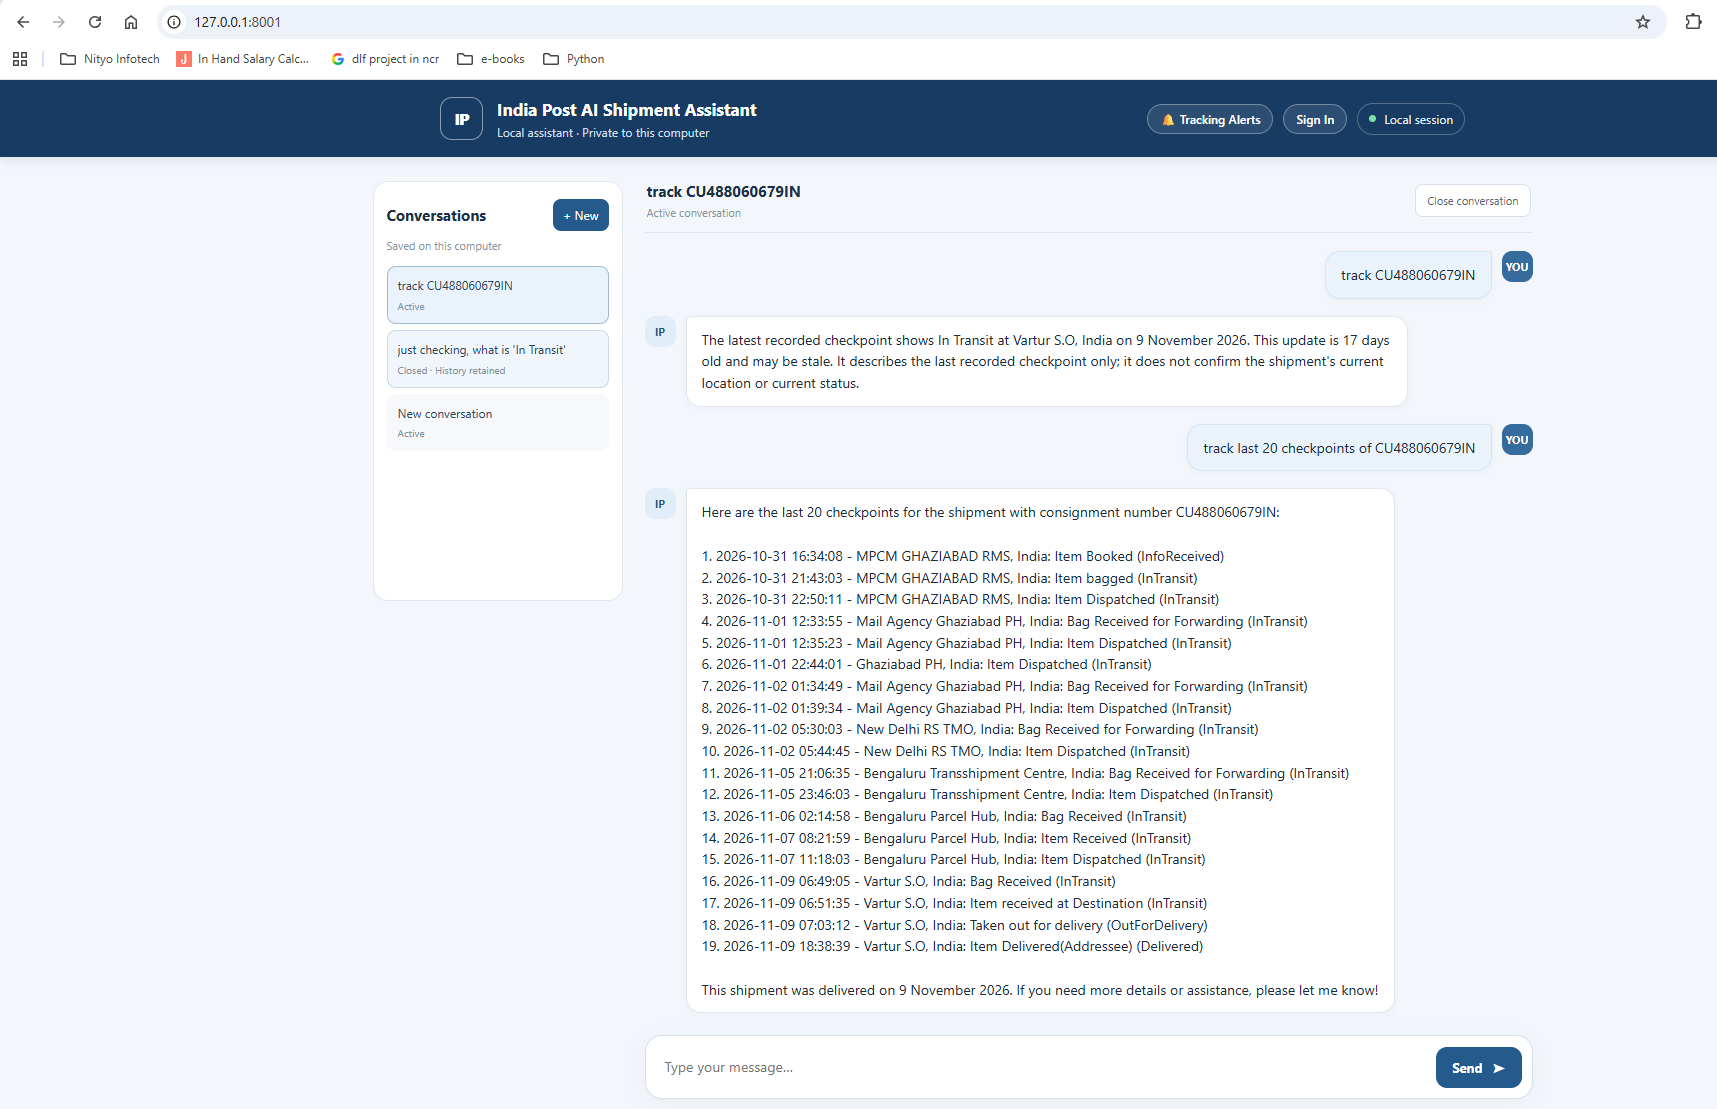 127.0.0.1:8001
Nityo Infotech
In Hand Salary Calc...
dlf project in ncr
e-books
Python
IP
India Post AI Shipment Assistant
Local assistant · Private to this computer
Tracking Alerts
Sign In
Local session
Conversations
+ New
Saved on this computer
track CU488060679IN
Active
just checking, what is 'In Transit'
Closed · History retained
New conversation
Active
track CU488060679IN
Active conversation
Close conversation
track CU488060679IN
YOU
IP
The latest recorded checkpoint shows In Transit at Vartur S.O, India on 9 November 2026. This update is 17 days
old and may be stale. It describes the last recorded checkpoint only; it does not confirm the shipment's current
location or current status.
track last 20 checkpoints of CU488060679IN
YOU
IP
Here are the last 20 checkpoints for the shipment with consignment number CU488060679IN:
1. 2026-10-31 16:34:08 - MPCM GHAZIABAD RMS, India: Item Booked (InfoReceived)
2. 2026-10-31 21:43:03 - MPCM GHAZIABAD RMS, India: Item bagged (InTransit)
3. 2026-10-31 22:50:11 - MPCM GHAZIABAD RMS, India: Item Dispatched (InTransit)
4. 2026-11-01 12:33:55 - Mail Agency Ghaziabad PH, India: Bag Received for Forwarding (InTransit)
5. 2026-11-01 12:35:23 - Mail Agency Ghaziabad PH, India: Item Dispatched (InTransit)
6. 2026-11-01 22:44:01 - Ghaziabad PH, India: Item Dispatched (InTransit)
7. 2026-11-02 01:34:49 - Mail Agency Ghaziabad PH, India: Bag Received for Forwarding (InTransit)
8. 2026-11-02 01:39:34 - Mail Agency Ghaziabad PH, India: Item Dispatched (InTransit)
9. 2026-11-02 05:30:03 - New Delhi RS TMO, India: Bag Received for Forwarding (InTransit)
10. 2026-11-02 05:44:45 - New Delhi RS TMO, India: Item Dispatched (InTransit)
11. 2026-11-05 21:06:35 - Bengaluru Transshipment Centre, India: Bag Received for Forwarding (InTransit)
12. 2026-11-05 23:46:03 - Bengaluru Transshipment Centre, India: Item Dispatched (InTransit)
13. 2026-11-06 02:14:58 - Bengaluru Parcel Hub, India: Bag Received (InTransit)
14. 2026-11-07 08:21:59 - Bengaluru Parcel Hub, India: Item Received (InTransit)
15. 2026-11-07 11:18:03 - Bengaluru Parcel Hub, India: Item Dispatched (InTransit)
16. 2026-11-09 06:49:05 - Vartur S.O, India: Bag Received (InTransit)
17. 2026-11-09 06:51:35 - Vartur S.O, India: Item received at Destination (InTransit)
18. 2026-11-09 07:03:12 - Vartur S.O, India: Taken out for delivery (OutForDelivery)
19. 2026-11-09 18:38:39 - Vartur S.O, India: Item Delivered(Addressee) (Delivered)
This shipment was delivered on 9 November 2026. If you need more details or assistance, please let me know!
Type your message...
Send